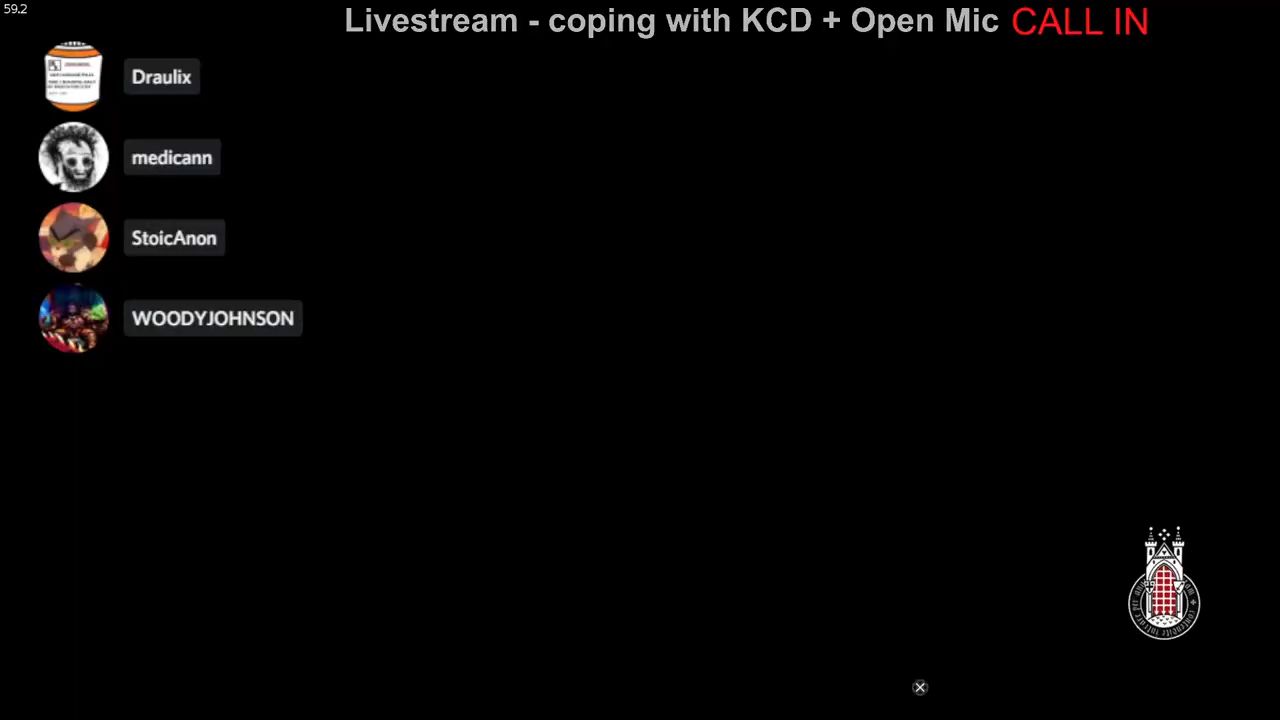 59.2
Livestream - coping with KCD + Open Mic CALL IN
Draulix
medicann
StoicAnon
WOODYJOHNSON